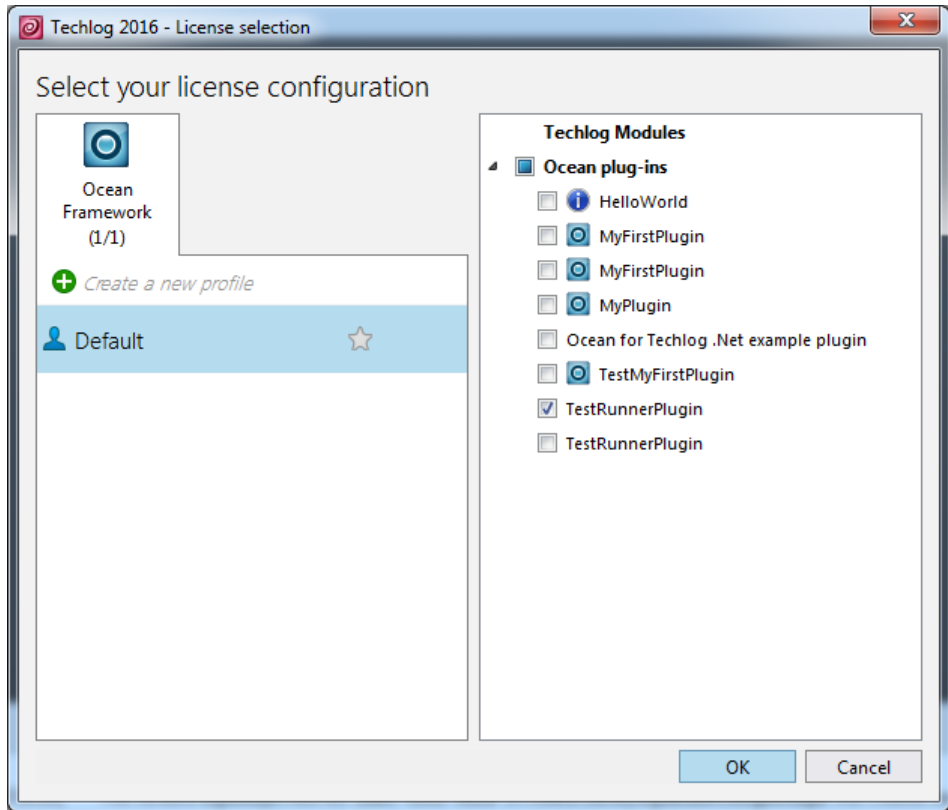 Techlog 2016 - License selection
Select your license configuration
Ocean
Framework
(1/1)
Create a new profile
Default
Techlog Modules
Ocean plug-ins
HelloWorld
MyFirstPlugin
MyFirstPlugin
MyPlugin
Ocean for Techlog .Net example plugin
TestMyFirstPlugin
TestRunnerPlugin
TestRunnerPlugin
OK
Cancel